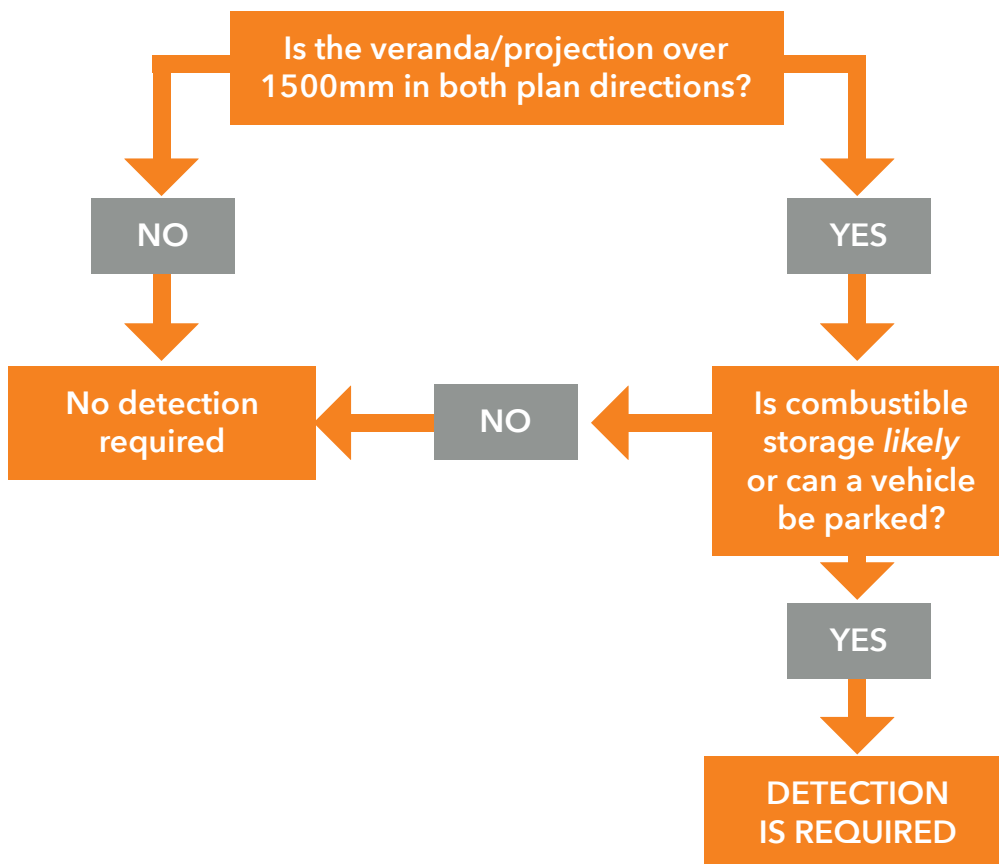 Is the veranda/projection over
1500mm in both plan directions?
NO
YES
No detection
required
NO
Is combustible
storage likely
or can a vehicle
be parked?
YES
DETECTION
IS REQUIRED